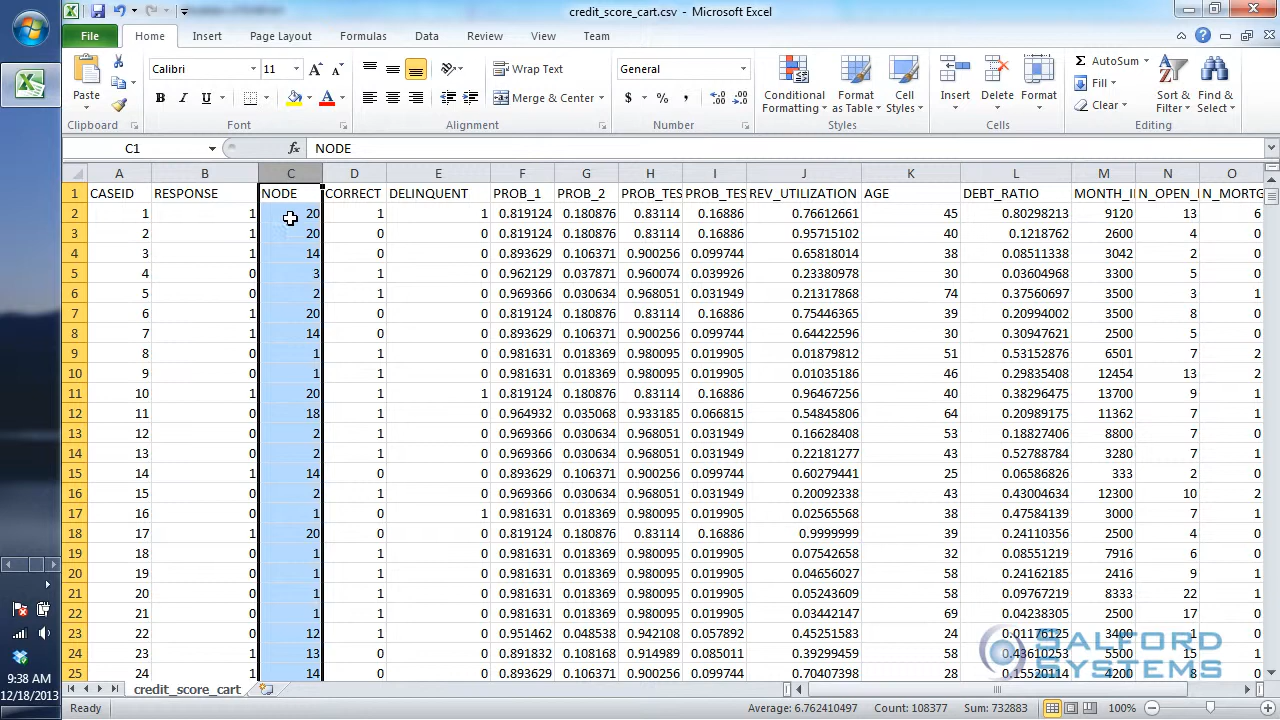 credit_score_cart.csv - Microsoft Excel
File Home Insert Page Layout Formulas Data Review View Team
Paste Calibri 11 Wrap Text General Conditional Formatting Format as Table Cell Styles Insert Delete Format AutoSum Fill Clear Sort & Filter Find & Select
B I U Merge & Center $ % ,
Clipboard Font Alignment Number Styles Cells Editing
C1 fx NODE
A B C D E F G H I J K L M N O
1 CASEID RESPONSE NODE CORRECT DELINQUENT PROB_1 PROB_2 PROB_TES PROB_TES REV_UTILIZATION AGE DEBT_RATIO MONTH_I N_OPEN_ N_MORTG
2 1 1 20 1 1 0.819124 0.180876 0.83114 0.16886 0.76612661 45 0.80298213 9120 13 6
3 2 1 20 0 0 0.819124 0.180876 0.83114 0.16886 0.95715102 40 0.1218762 2600 4 0
4 3 1 14 0 0 0.893629 0.106371 0.900256 0.099744 0.65818014 38 0.08511338 3042 2 0
5 4 0 3 1 0 0.962129 0.037871 0.960074 0.039926 0.23380978 30 0.03604968 3300 5 0
6 5 0 2 1 0 0.969366 0.030634 0.968051 0.031949 0.21317868 74 0.37560697 3500 3 1
7 6 1 20 0 0 0.819124 0.180876 0.83114 0.16886 0.75446365 39 0.20994002 3500 8 0
8 7 1 14 0 0 0.893629 0.106371 0.900256 0.099744 0.64422596 30 0.30947621 2500 5 0
9 8 0 1 1 0 0.981631 0.018369 0.980095 0.019905 0.01879812 51 0.53152876 6501 7 2
10 9 0 1 1 0 0.981631 0.018369 0.980095 0.019905 0.01035186 46 0.29835408 12454 13 2
11 10 1 20 1 1 0.819124 0.180876 0.83114 0.16886 0.96467256 40 0.38296475 13700 9 1
12 11 0 18 1 0 0.964932 0.035068 0.933185 0.066815 0.54845806 64 0.20989175 11362 7 1
13 12 0 2 1 0 0.969366 0.030634 0.968051 0.031949 0.16628408 53 0.18827406 8800 7 0
14 13 0 2 1 0 0.969366 0.030634 0.968051 0.031949 0.22181277 43 0.52788784 3280 7 1
15 14 1 14 0 0 0.893629 0.106371 0.900256 0.099744 0.60279441 25 0.06586826 333 2 0
16 15 0 2 1 0 0.969366 0.030634 0.968051 0.031949 0.20092338 43 0.43004634 12300 10 2
17 16 0 1 0 1 0.981631 0.018369 0.980095 0.019905 0.02565568 38 0.47584139 3000 7 1
18 17 1 20 0 0 0.819124 0.180876 0.83114 0.16886 0.9999999 39 0.24110356 2500 4 0
19 18 0 1 1 0 0.981631 0.018369 0.980095 0.019905 0.07542658 32 0.08551219 7916 6 0
20 19 0 1 1 0 0.981631 0.018369 0.980095 0.019905 0.04656027 58 0.24162185 2416 9 1
21 20 0 1 1 0 0.981631 0.018369 0.980095 0.019905 0.05243609 58 0.09767219 8333 22 1
22 21 0 1 1 0 0.981631 0.018369 0.980095 0.019905 0.03442147 69 0.04238305 2500 17 0
23 22 0 12 1 0 0.951462 0.048538 0.942108 0.057892 0.45251583 24 0.01176125 3400 1 0
24 23 1 13 0 0 0.891832 0.108168 0.914989 0.085011 0.39299459 58 0.43610253 5500 15 1
25 24 1 14 0 0 0.893629 0.106371 0.900256 0.099744 0.70407398 28 0.15520114 4200 8 0
SALFORD SYSTEMS
credit_score_cart
9:38 AM
12/18/2013
Ready Average: 6.762410497 Count: 108377 Sum: 732883 100%